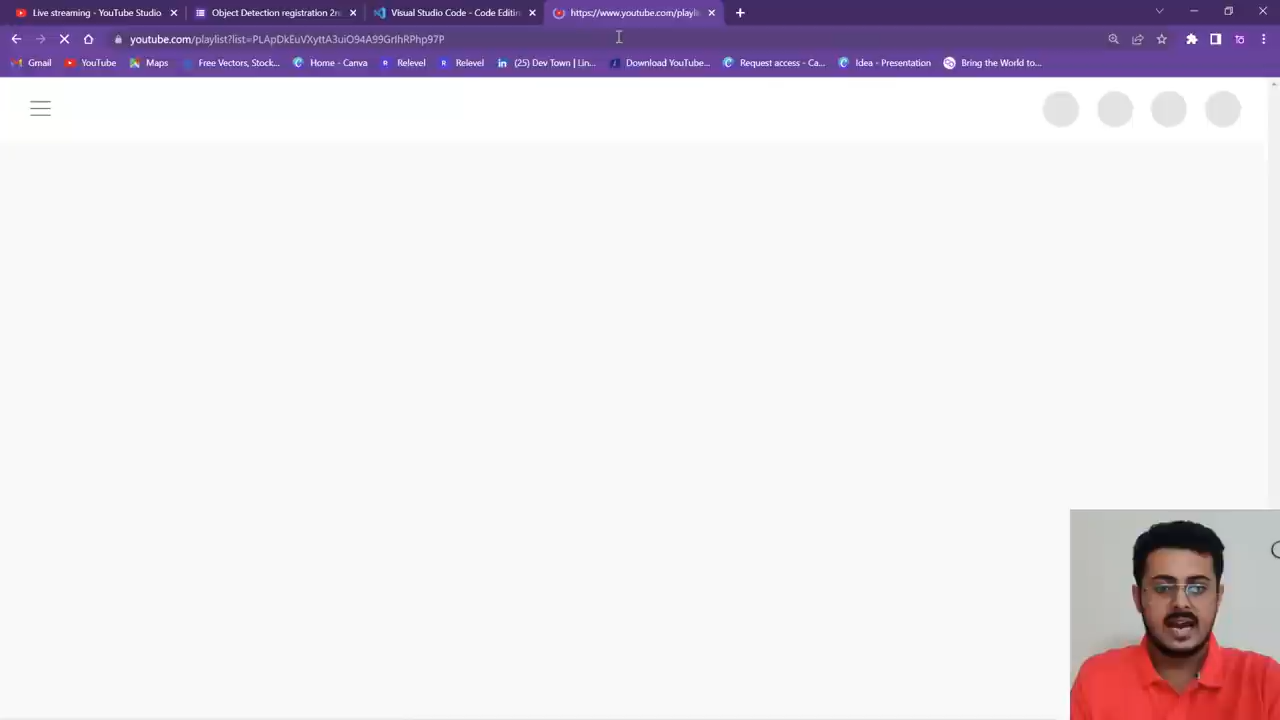 Live streaming - YouTube Studio
Object Detection registration 2n
Visual Studio Code - Code Editin
https://www.youtube.com/playli
youtube.com/playlist?list=PLApDkEuVXyttA3uiO94A99GrIhRPhp97P
Gmail
YouTube
Maps
Free Vectors, Stock...
Home - Canva
Relevel
Relevel
(25) Dev Town | Lin...
Download YouTube...
Request access - Ca...
Idea - Presentation
Bring the World to...